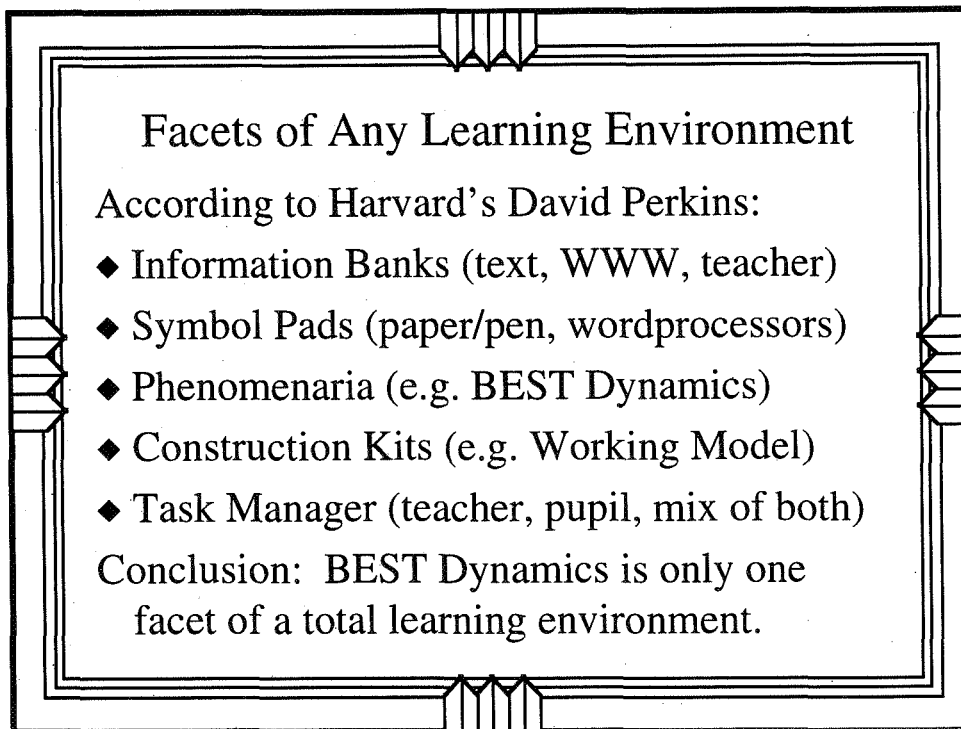 Facets of Any Learning Environment
According to Harvard's David Perkins:
◆ Information Banks (text, WWW, teacher)
◆ Symbol Pads (paper/pen, wordprocessors)
◆ Phenomenaria (e.g. BEST Dynamics)
◆ Construction Kits (e.g. Working Model)
◆ Task Manager (teacher, pupil, mix of both)
Conclusion:  BEST Dynamics is only one
facet of a total learning environment.